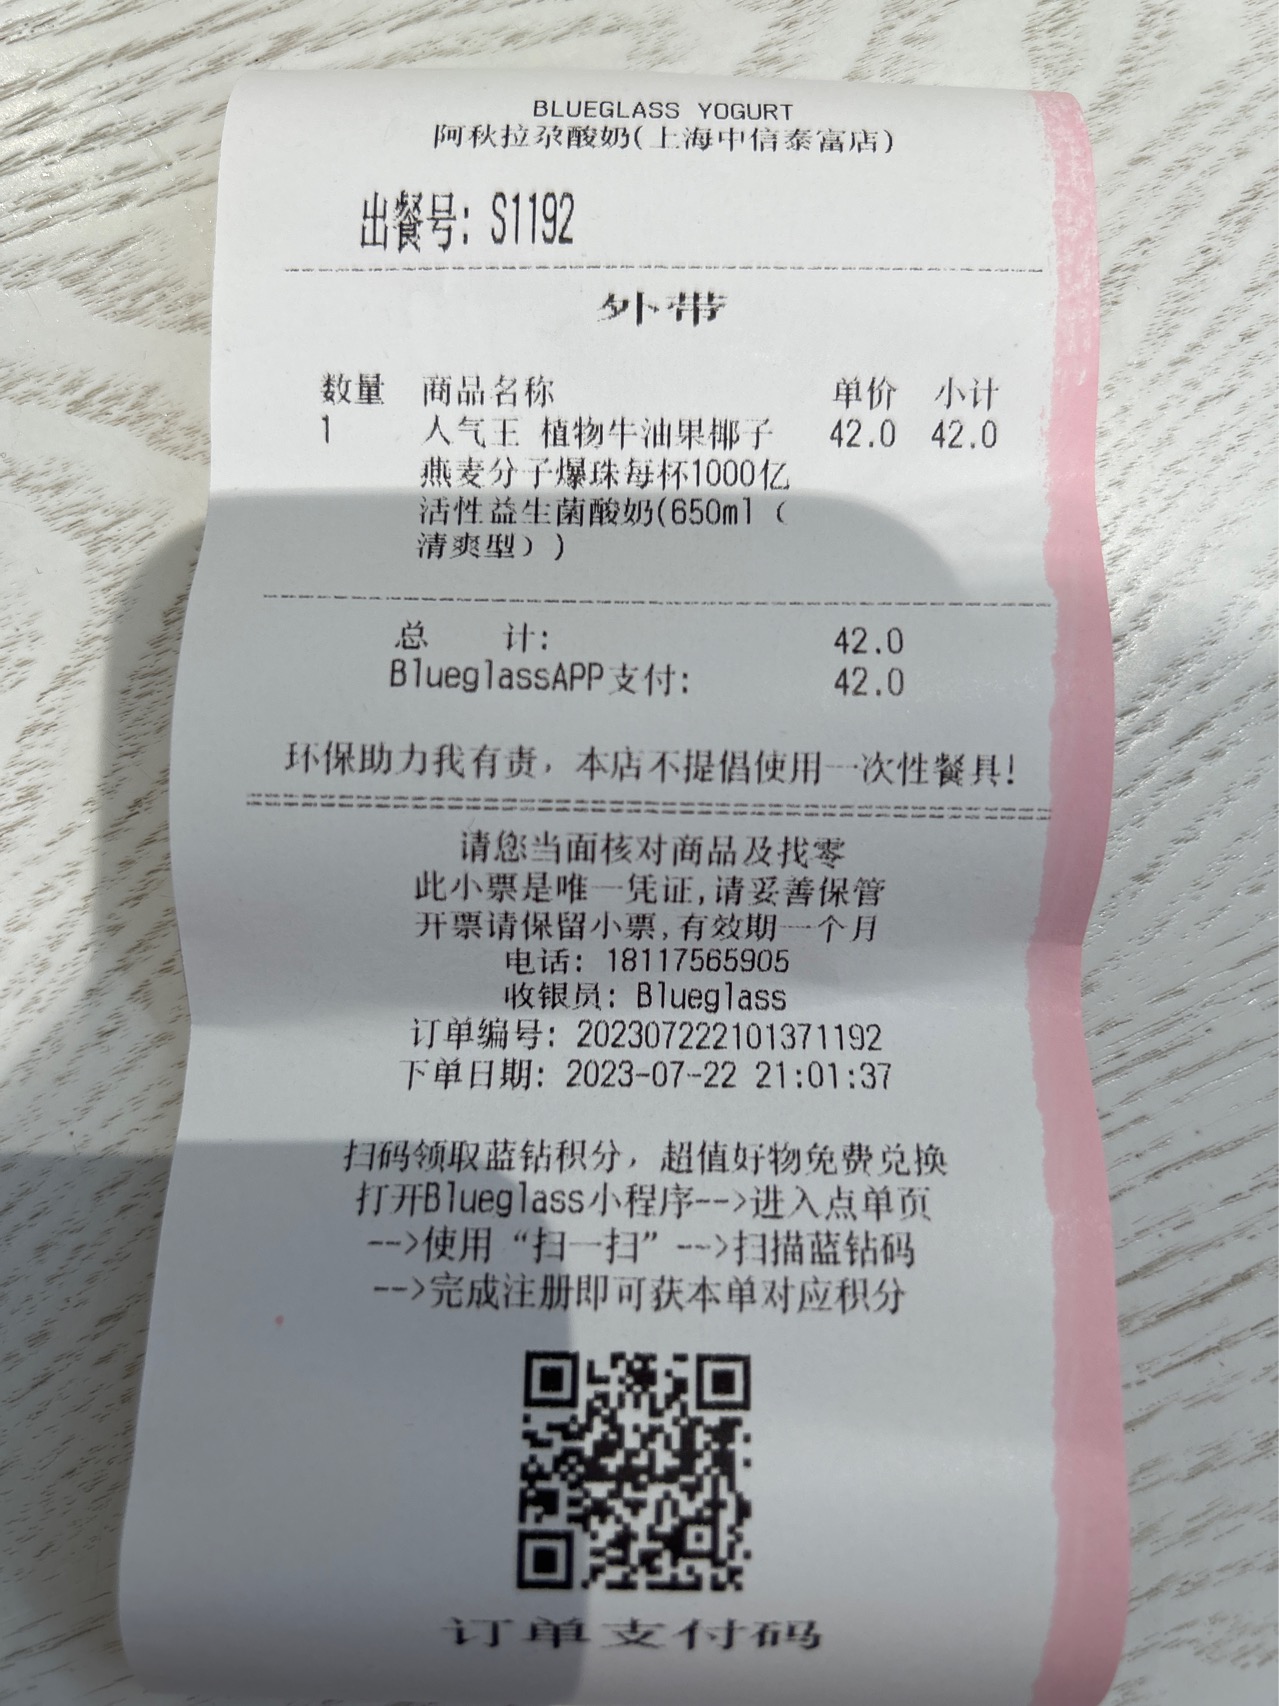 BLUEGLASS YOGURT
阿秋拉尕酸奶(上海中信泰富店)
出餐号: S1192
外带
数量 商品名称 单价 小计
1 人气王 植物牛油果椰子 42.0 42.0
燕麦分子爆珠每杯1000亿
活性益生菌酸奶(650ml（
清爽型）)
总 计: 42.0
BlueglassAPP支付: 42.0
环保助力我有责，本店不提倡使用一次性餐具!
请您当面核对商品及找零
此小票是唯一凭证,请妥善保管
开票请保留小票,有效期一个月
电话: 18117565905
收银员: Blueglass
订单编号: 202307222101371192
下单日期: 2023-07-22 21:01:37
扫码领取蓝钻积分，超值好物免费兑换
打开Blueglass小程序-->进入点单页
-->使用“扫一扫”-->扫描蓝钻码
-->完成注册即可获本单对应积分
订单支付码